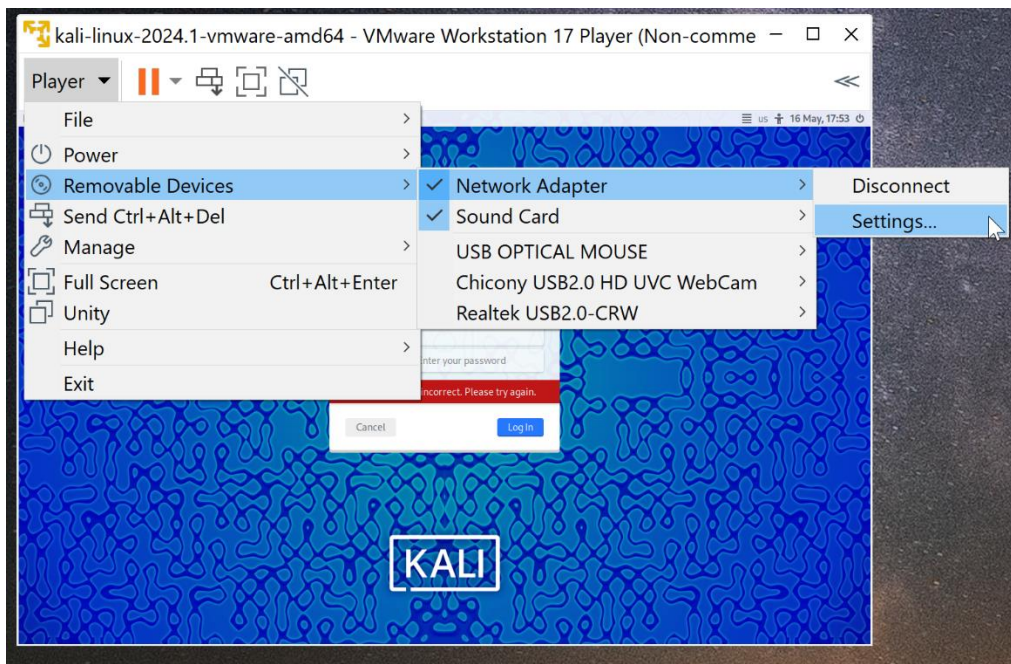 kali-linux-2024.1-vmware-amd64 - VMware Workstation 17 Player (Non-comme
Player
us 16 May, 17:53
File
Power
Removable Devices
Send Ctrl+Alt+Del
Manage
Full Screen Ctrl+Alt+Enter
Unity
Help
Exit
Network Adapter
Sound Card
USB OPTICAL MOUSE
Chicony USB2.0 HD UVC WebCam
Realtek USB2.0-CRW
Disconnect
Settings...
nter your password
incorrect. Please try again.
Cancel Log In
KALI